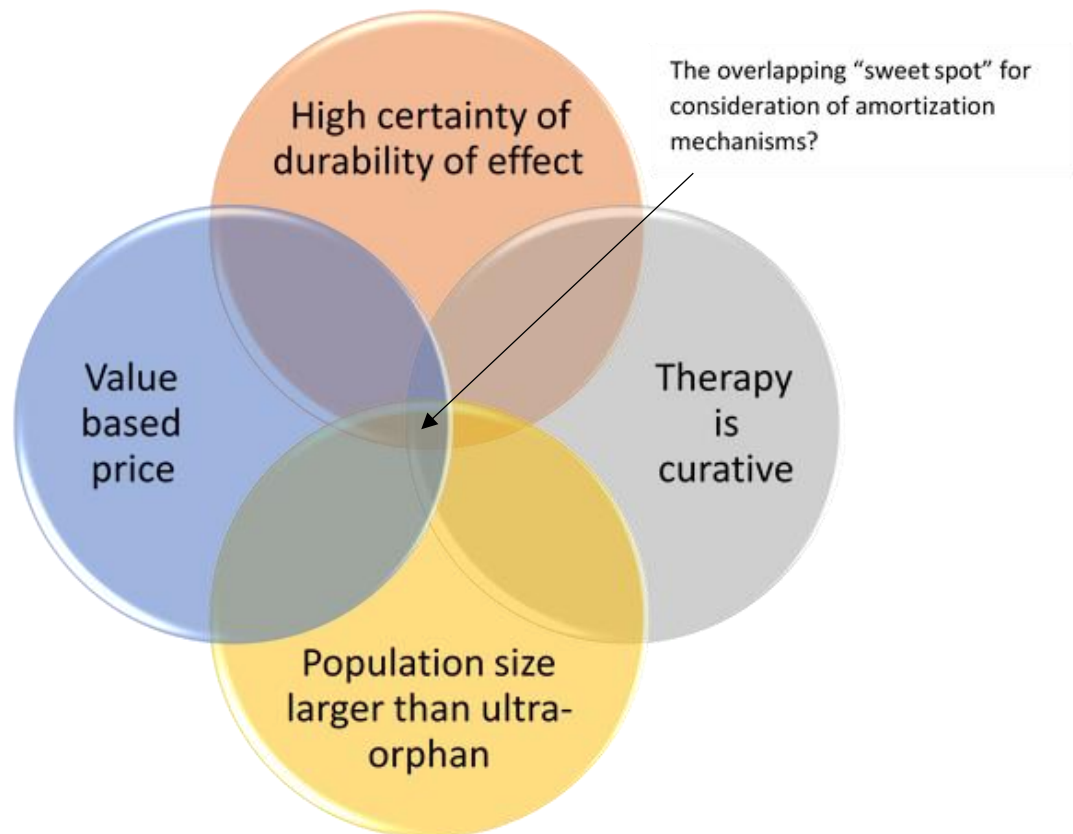 The overlapping “sweet spot” for
consideration of amortization
mechanisms?
High certainty of
durability of effect
Value
based
price
Therapy
is
curative
Population size
larger than ultra-
orphan